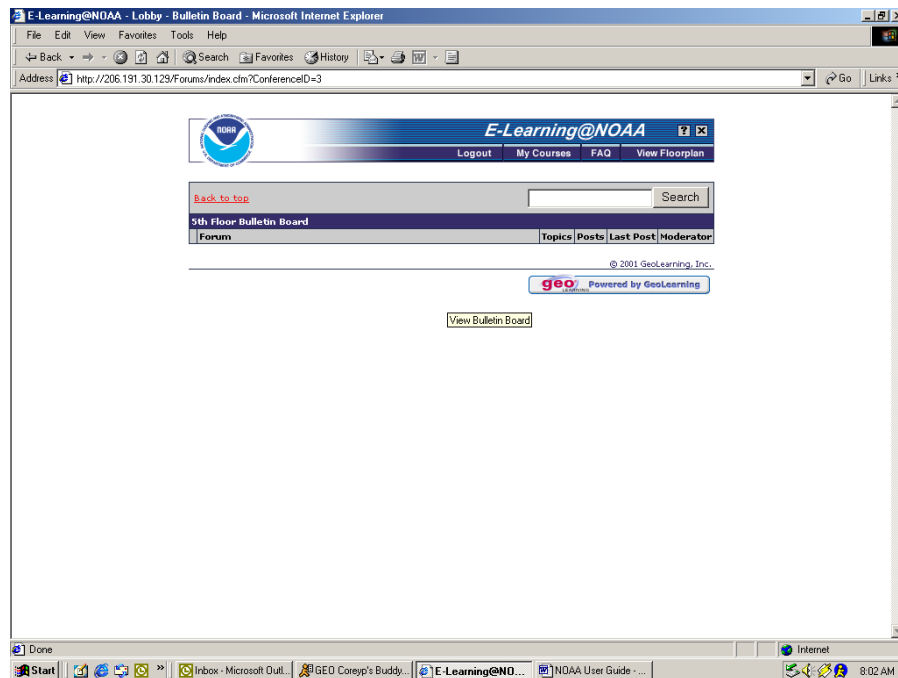 E-Learning@NOAA - Lobby - Bulletin Board - Microsoft Internet Explorer
File Edit View Favorites Tools Help
Back Search Favorites History
Address http://206.191.30.129/Forums/index.cfm?ConferenceID=3 Go Links
NOAA
E-Learning@NOAA
Logout My Courses FAQ View Floorplan
Back to top Search
5th Floor Bulletin Board
Forum Topics Posts Last Post Moderator
© 2001 GeoLearning, Inc.
geo LEARNING Powered by GeoLearning
View Bulletin Board
Done Internet
Start Inbox - Microsoft Outl... GEO Coreyp's Buddy... E-Learning@NO... NOAA User Guide - ... 8:02 AM